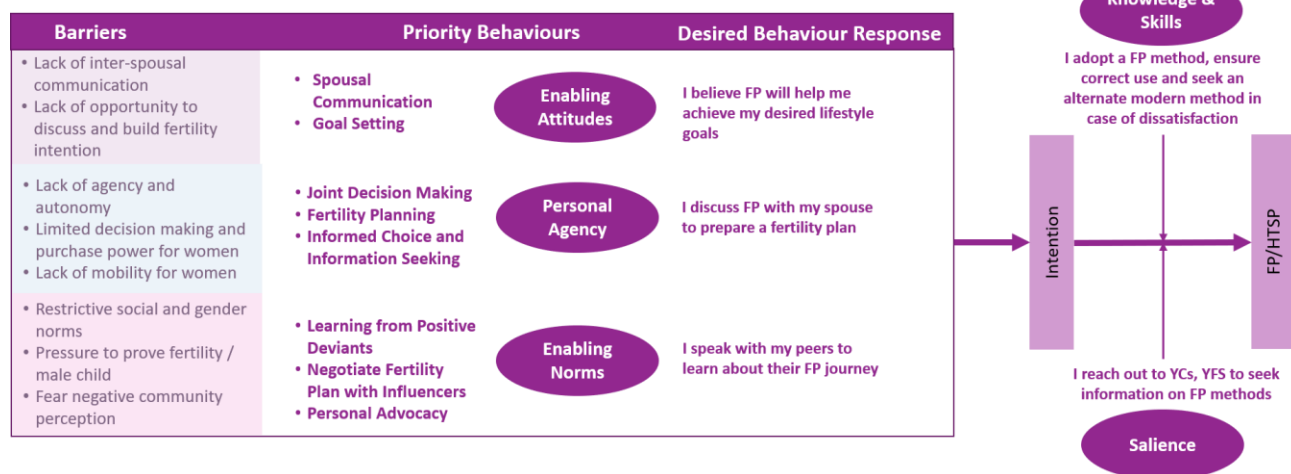 Barriers
Priority Behaviours
Desired Behaviour Response
• Lack of inter-spousal
communication
• Lack of opportunity to
discuss and build fertility
intention
• Spousal
Communication
• Goal Setting
Enabling
Attitudes
I believe FP will help me
achieve my desired lifestyle
goals
• Lack of agency and
autonomy
• Limited decision making and
purchase power for women
• Lack of mobility for women
• Joint Decision Making
• Fertility Planning
• Informed Choice and
Information Seeking
Personal
Agency
I discuss FP with my spouse
to prepare a fertility plan
• Restrictive social and gender
norms
• Pressure to prove fertility /
male child
• Fear negative community
perception
• Learning from Positive
Deviants
• Negotiate Fertility
Plan with Influencers
• Personal Advocacy
Enabling
Norms
I speak with my peers to
learn about their FP journey
Intention
Knowledge &
Skills
I adopt a FP method, ensure
correct use and seek an
alternate modern method in
case of dissatisfaction
FP/HTSP
I reach out to YCs, YFS to seek
information on FP methods
Salience